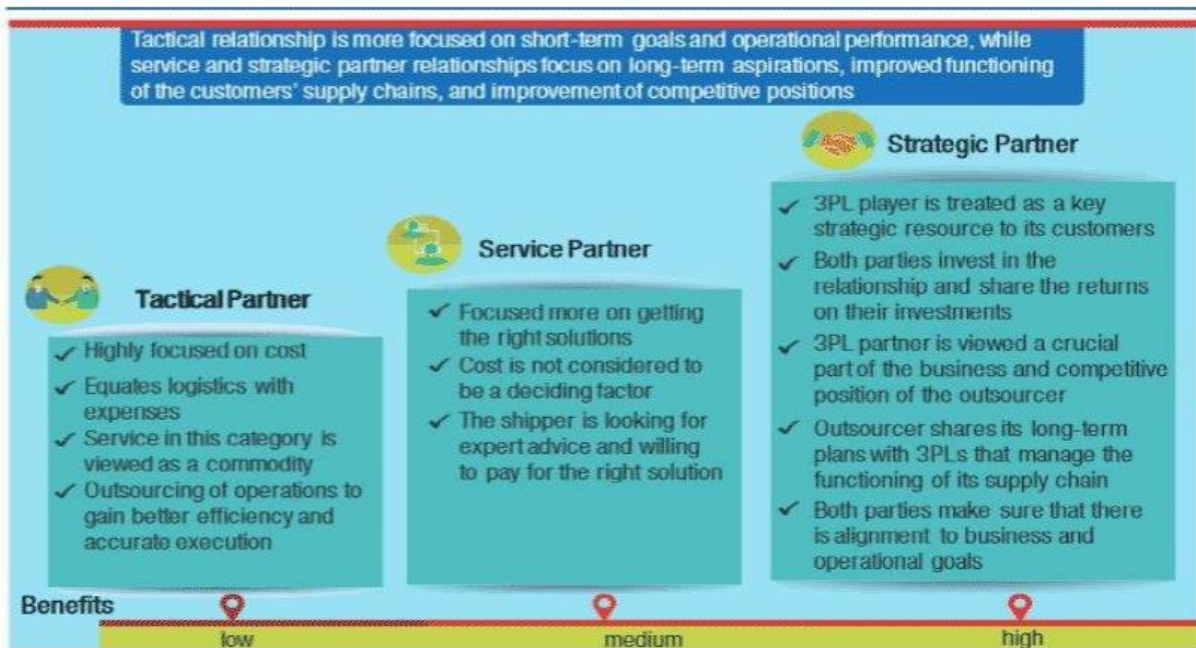 Tactical relationship is more focused on short-term goals and operational performance, while
service and strategic partner relationships focus on long-term aspirations, improved functioning
of the customers' supply chains, and improvement of competitive positions
Tactical Partner
✓ Highly focused on cost
✓ Equates logistics with
expenses
✓ Service in this category is
viewed as a commodity
✓ Outsourcing of operations to
gain better efficiency and
accurate execution
Service Partner
✓ Focused more on getting
the right solutions
✓ Cost is not considered to
be a deciding factor
✓ The shipper is looking for
expert advice and willing
to pay for the right solution
Strategic Partner
✓ 3PL player is treated as a key
strategic resource to its customers
✓ Both parties invest in the
relationship and share the returns
on their investments
✓ 3PL partner is viewed a crucial
part of the business and competitive
position of the outsourcer
✓ Outsourcer shares its long-term
plans with 3PLs that manage the
functioning of its supply chain
✓ Both parties make sure that there
is alignment to business and
operational goals
Benefits
low
medium
high